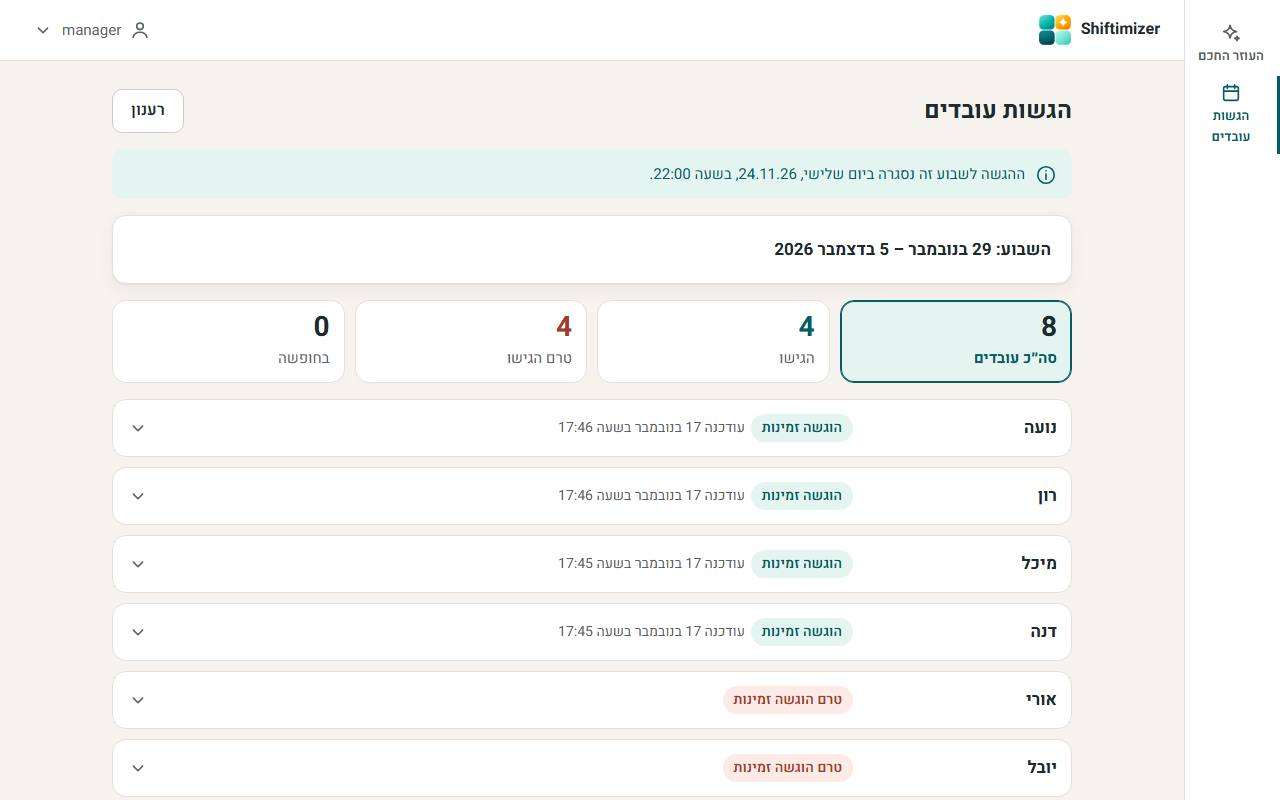 Shiftimizer
manager
העוזר החכם
הגשות
עובדים
הגשות עובדים
רענון
ההגשה לשבוע זה נסגרה ביום שלישי, 24.11.26, בשעה 22:00.
השבוע: 29 בנובמבר – 5 בדצמבר 2026
8
סה״כ עובדים
4
הגישו
4
טרם הגישו
0
בחופשה
נועה הוגשה זמינות עודכנה 17 בנובמבר בשעה 17:46
רון הוגשה זמינות עודכנה 17 בנובמבר בשעה 17:46
מיכל הוגשה זמינות עודכנה 17 בנובמבר בשעה 17:45
דנה הוגשה זמינות עודכנה 17 בנובמבר בשעה 17:45
אורי טרם הוגשה זמינות
יובל טרם הוגשה זמינות